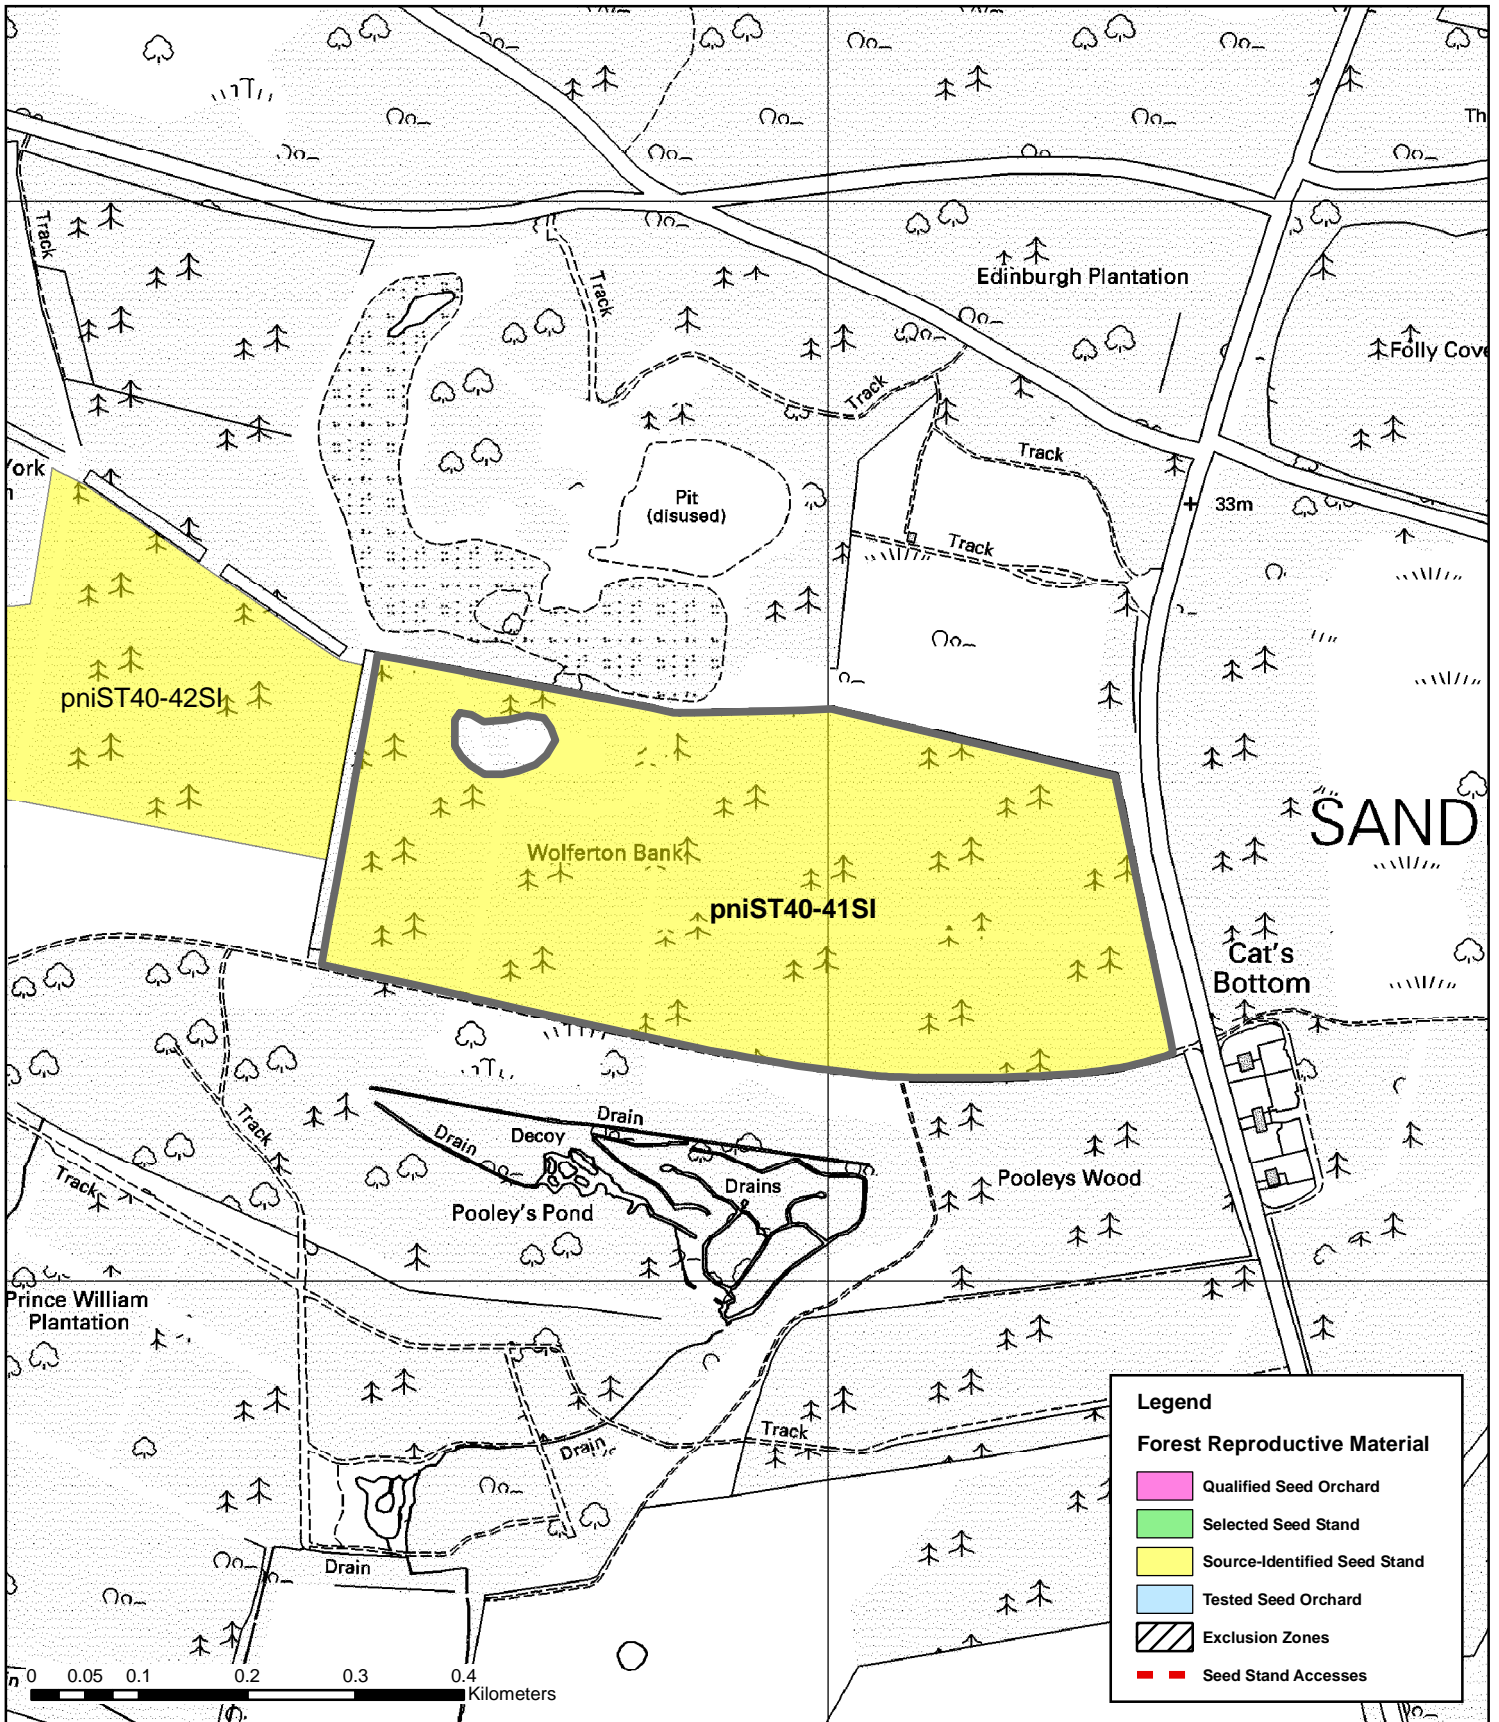 Th
Track
Track
Edinburgh Plantation
Folly Cove
Track
Track
York
n
Pit
(disused)
33m
Track
pniST40-42SI
SAND
Wolferton Bank
pniST40-41SI
Cat's
Bottom
Drain
Decoy
Drain
Track
Track
Drains
Pooleys Wood
Pooley's Pond
Prince William
Plantation
Track
Drain
Drain
0 0.05 0.1 0.2 0.3 0.4
Kilometers
Legend
Forest Reproductive Material
Qualified Seed Orchard
Selected Seed Stand
Source-Identified Seed Stand
Tested Seed Orchard
Exclusion Zones
Seed Stand Accesses